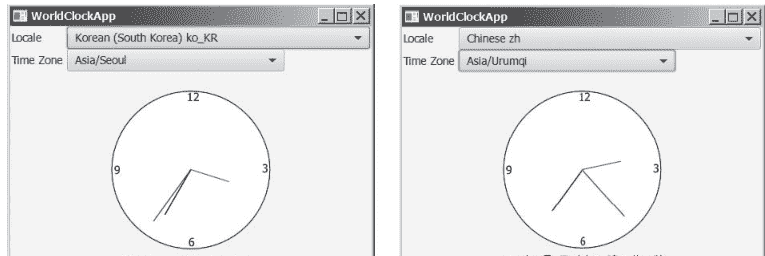 WorldClockApp
Locale Korean (South Korea) ko_KR
Time Zone Asia/Seoul
12
9 3
6
WorldClockApp
Locale Chinese zh
Time Zone Asia/Urumqi
12
9 3
6